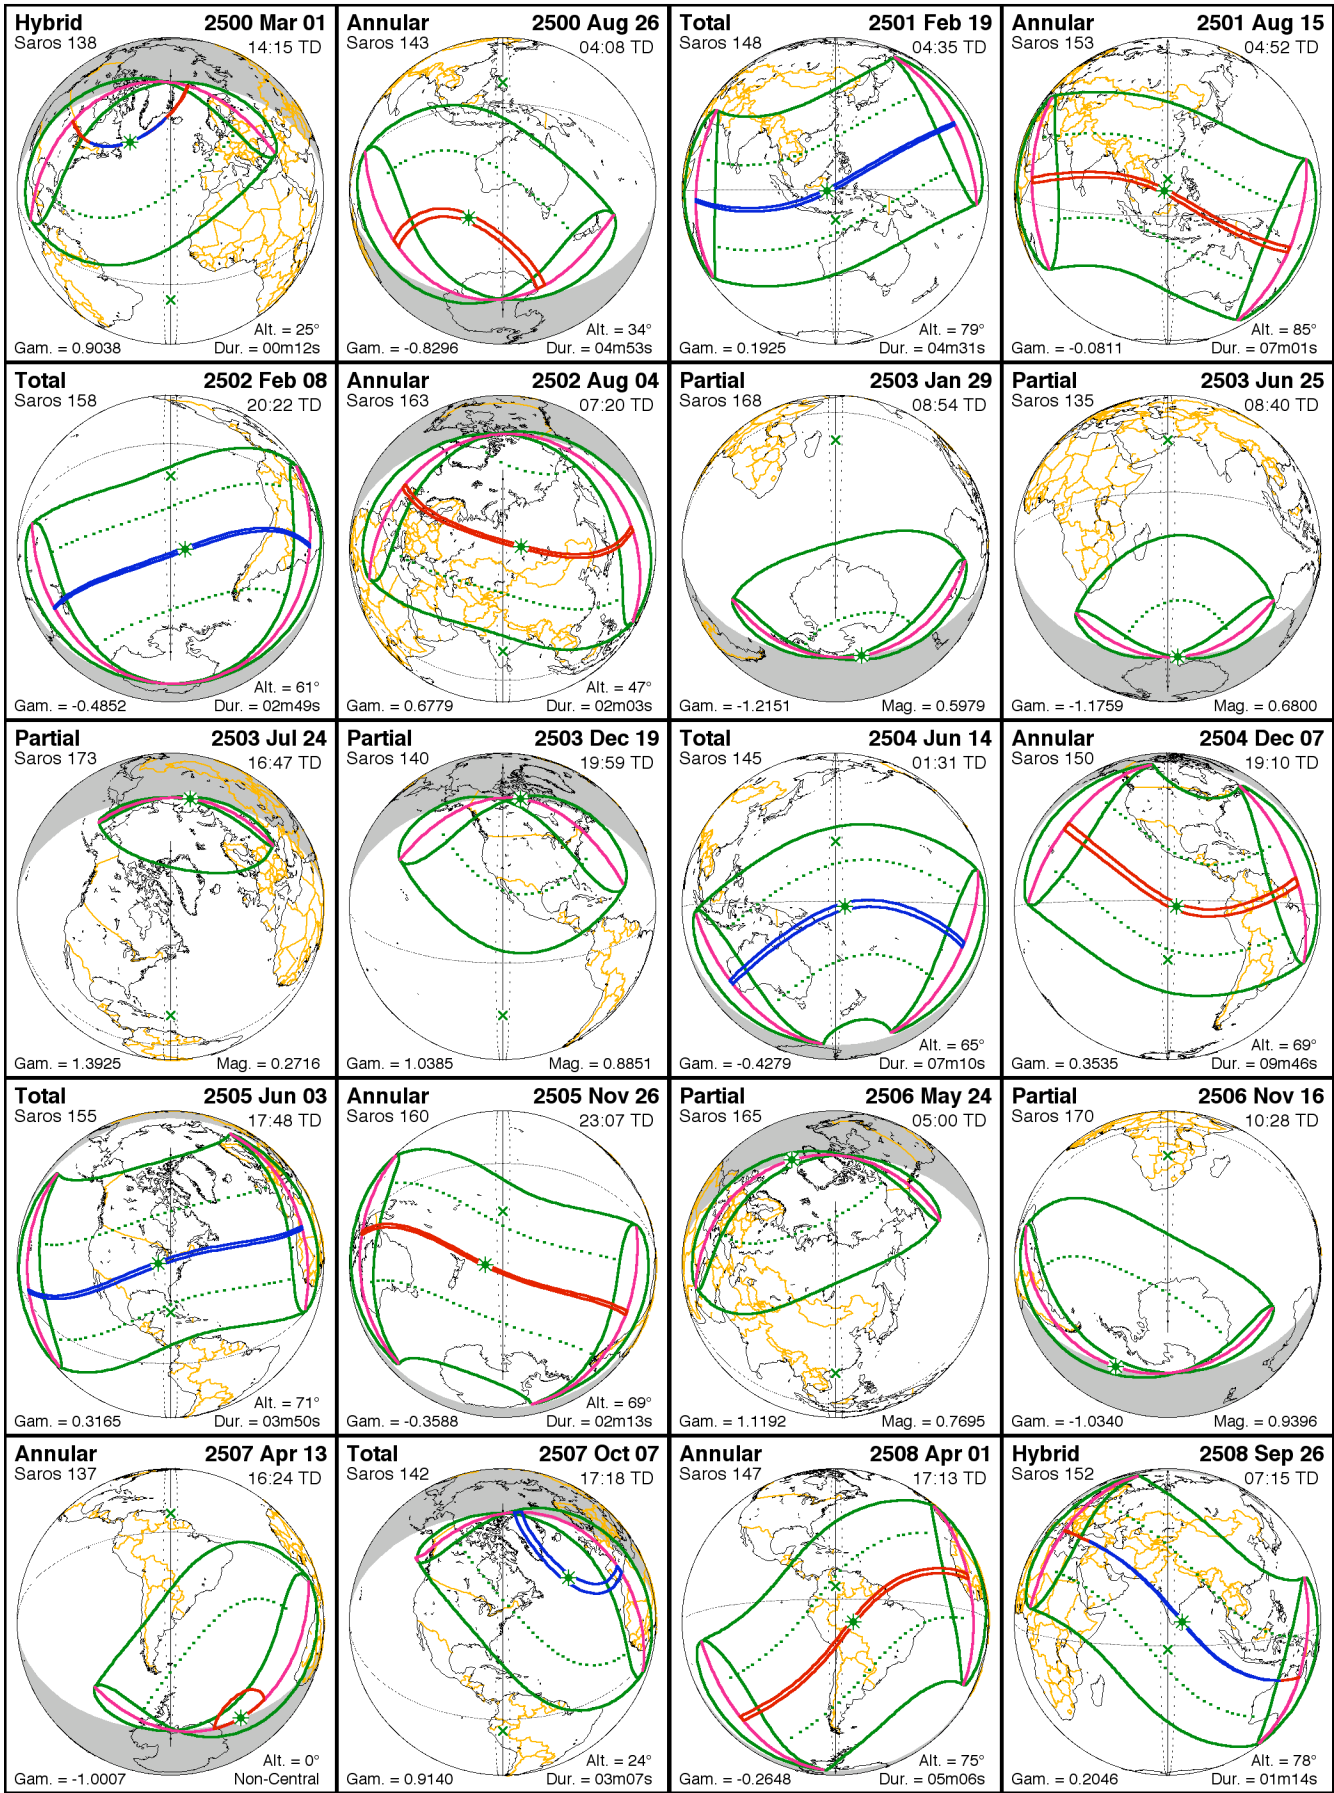 Hybrid 2500 Mar 01
Saros 138 14:15 TD
Alt. = 25°
Gam. = 0.9038 Dur. = 00m12s
Annular 2500 Aug 26
Saros 143 04:08 TD
Alt. = 34°
Gam. = -0.8296 Dur. = 04m53s
Total 2501 Feb 19
Saros 148 04:35 TD
Alt. = 79°
Gam. = 0.1925 Dur. = 04m31s
Annular 2501 Aug 15
Saros 153 04:52 TD
Alt. = 85°
Gam. = -0.0811 Dur. = 07m01s
Total 2502 Feb 08
Saros 158 20:22 TD
Alt. = 61°
Gam. = -0.4852 Dur. = 02m49s
Annular 2502 Aug 04
Saros 163 07:20 TD
Alt. = 47°
Gam. = 0.6779 Dur. = 02m03s
Partial 2503 Jan 29
Saros 168 08:54 TD
Gam. = -1.2151 Mag. = 0.5979
Partial 2503 Jun 25
Saros 135 08:40 TD
Gam. = -1.1759 Mag. = 0.6800
Partial 2503 Jul 24
Saros 173 16:47 TD
Gam. = 1.3925 Mag. = 0.2716
Partial 2503 Dec 19
Saros 140 19:59 TD
Gam. = 1.0385 Mag. = 0.8851
Total 2504 Jun 14
Saros 145 01:31 TD
Alt. = 65°
Gam. = -0.4279 Dur. = 07m10s
Annular 2504 Dec 07
Saros 150 19:10 TD
Alt. = 69°
Gam. = 0.3535 Dur. = 09m46s
Total 2505 Jun 03
Saros 155 17:48 TD
Alt. = 71°
Gam. = 0.3165 Dur. = 03m50s
Annular 2505 Nov 26
Saros 160 23:07 TD
Alt. = 69°
Gam. = -0.3588 Dur. = 02m13s
Partial 2506 May 24
Saros 165 05:00 TD
Gam. = 1.1192 Mag. = 0.7695
Partial 2506 Nov 16
Saros 170 10:28 TD
Gam. = -1.0340 Mag. = 0.9396
Annular 2507 Apr 13
Saros 137 16:24 TD
Alt. = 0°
Gam. = -1.0007 Non-Central
Total 2507 Oct 07
Saros 142 17:18 TD
Alt. = 24°
Gam. = 0.9140 Dur. = 03m07s
Annular 2508 Apr 01
Saros 147 17:13 TD
Alt. = 75°
Gam. = -0.2648 Dur. = 05m06s
Hybrid 2508 Sep 26
Saros 152 07:15 TD
Alt. = 78°
Gam. = 0.2046 Dur. = 01m14s